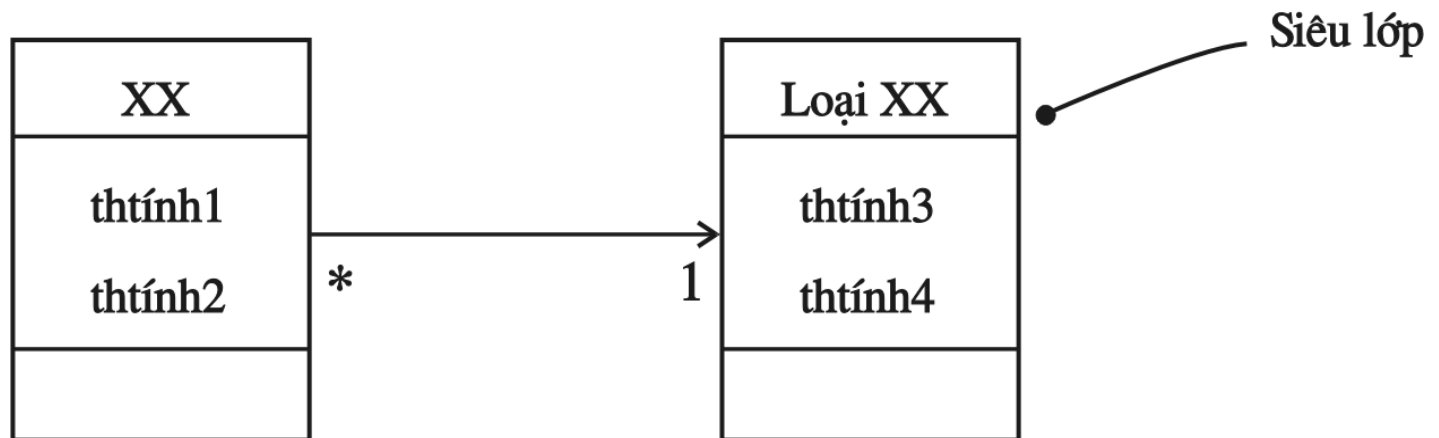 Siêu lớp
XX
Loại XX
thtính1
thtính3
*
1
thtính2
thtính4